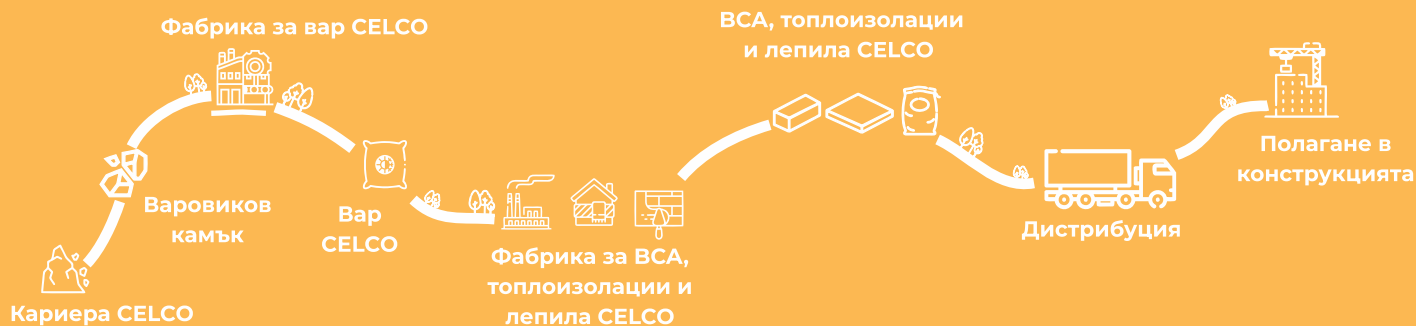 Кариера CELCO
Варовиков
камък
Фабрика за вар CELCO
Вар
CELCO
Фабрика за ВСА,
топлоизолации и
лепила CELCO
ВСА, топлоизолации
и лепила CELCO
Дистрибуция
Полагане в
конструкцията